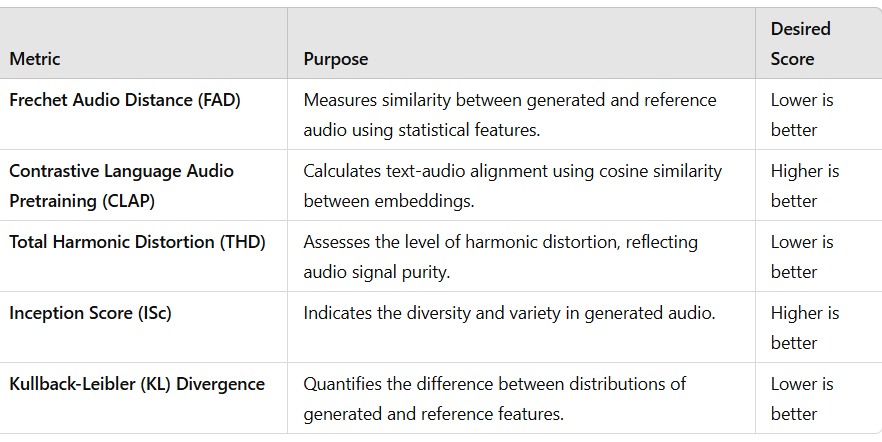 Metric Purpose Desired
Score
Frechet Audio Distance (FAD) Measures similarity between generated and reference Lower is
audio using statistical features. better
Contrastive Language Audio Calculates text-audio alignment using cosine similarity Higher is
Pretraining (CLAP) between embeddings. better
Total Harmonic Distortion (THD) Assesses the level of harmonic distortion, reflecting Lower is
audio signal purity. better
Inception Score (ISc) Indicates the diversity and variety in generated audio. Higher is
better
Kullback-Leibler (KL) Divergence Quantifies the difference between distributions of Lower is
generated and reference features. better